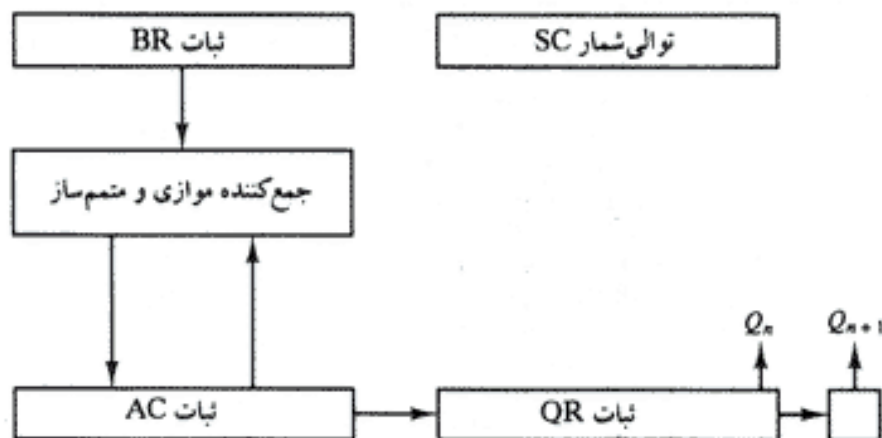 ثبات BR
توالی‌شمار SC
جمع‌کننده موازی و متمم‌ساز
Qn
Qn+1
ثبات AC
ثبات QR